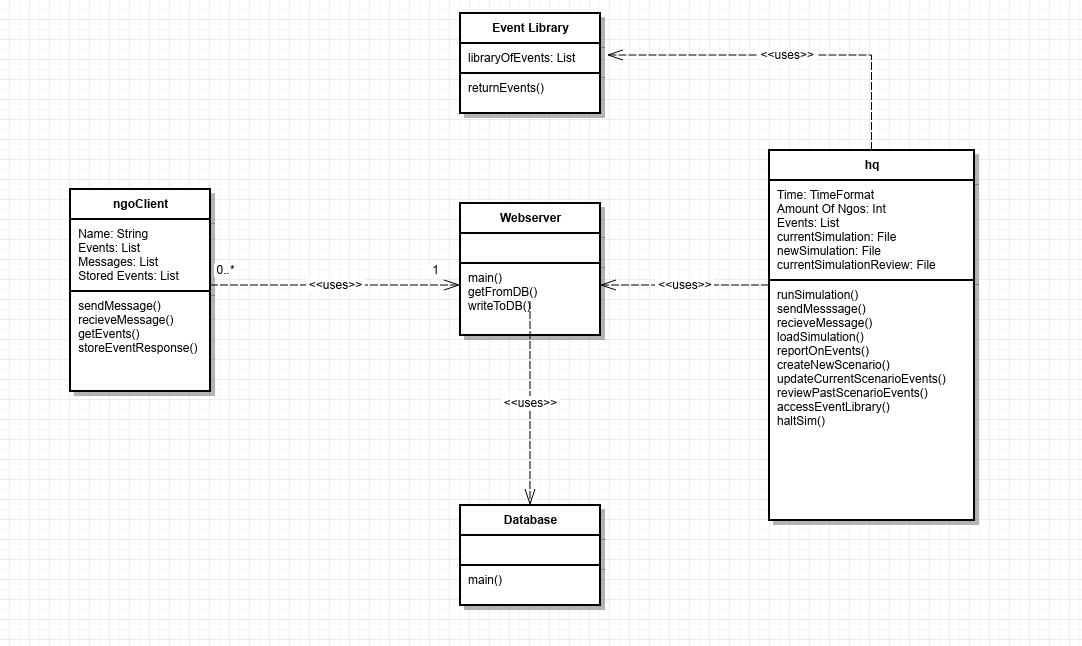 Event Library
libraryOfEvents: List
returnEvents()
<<uses>>
hq
Time: TimeFormat
Amount Of Ngos: Int
Events: List
currentSimulation: File
newSimulation: File
currentSimulationReview: File
runSimulation()
sendMesssage()
recieveMessage()
loadSimulation()
reportOnEvents()
createNewScenario()
updateCurrentScenarioEvents()
reviewPastScenarioEvents()
accessEventLibrary()
haltSim()
ngoClient
Name: String
Events: List
Messages: List
Stored Events: List
sendMessage()
recieveMessage()
getEvents()
storeEventResponse()
0..*
1
<<uses>>
Webserver
main()
getFromDB()
writeToDB()
<<uses>>
<<uses>>
Database
main()